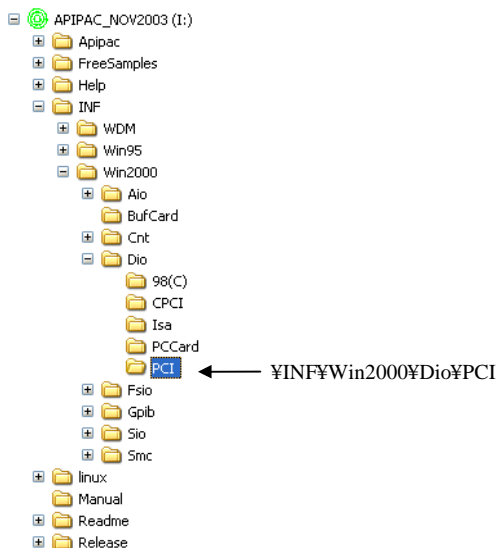 APIPAC_NOV2003 (I:)
Apipac
FreeSamples
Help
INF
WDM
Win95
Win2000
Aio
BufCard
Cnt
Dio
98(C)
CPCI
Isa
PCCard
PCI
¥INF¥Win2000¥Dio¥PCI
Fsio
Gpib
Sio
Smc
linux
Manual
Readme
Release